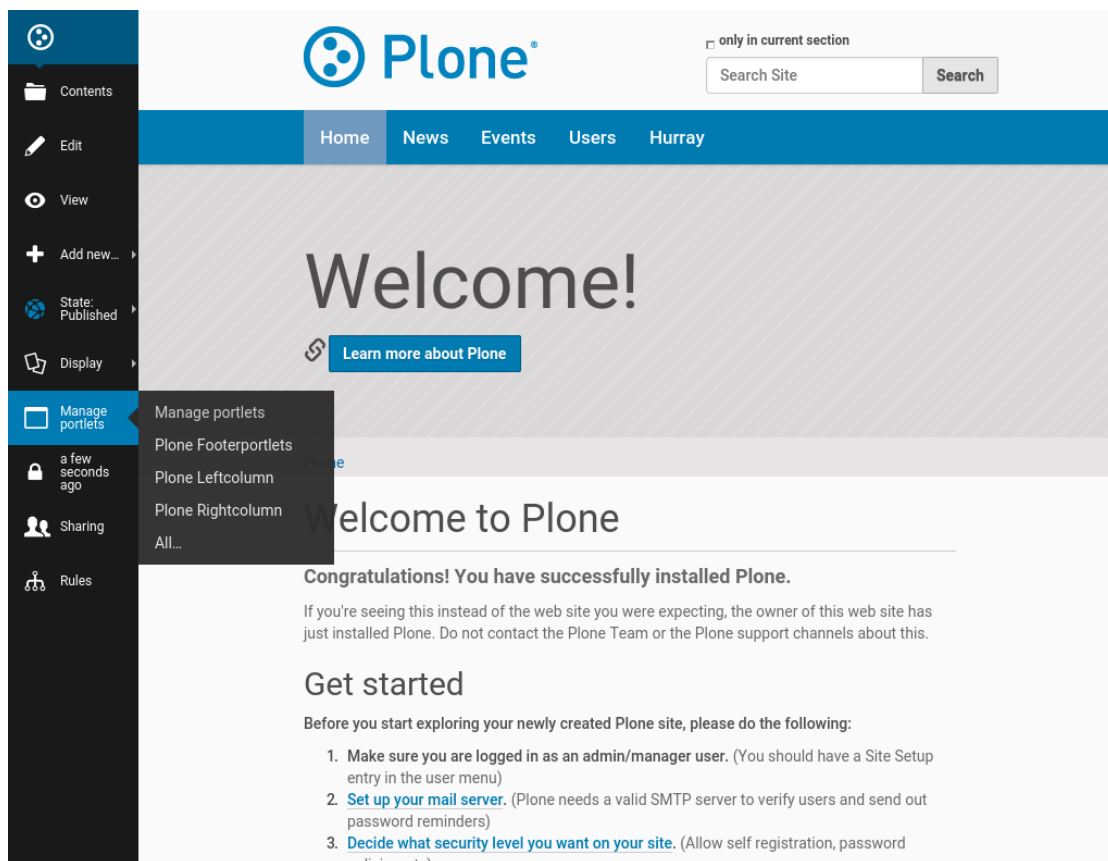 Plone®
only in current section
Search Site
Search
Home
News
Events
Users
Hurray
Contents
Edit
View
Add new...
State:
Published
Display
Manage
portlets
a few
seconds
ago
Sharing
Rules
Manage portlets
Plone Footerportlets
Plone Leftcolumn
Plone Rightcolumn
All...
Welcome!
Learn more about Plone
Home
Welcome to Plone
Congratulations! You have successfully installed Plone.
If you're seeing this instead of the web site you were expecting, the owner of this web site has
just installed Plone. Do not contact the Plone Team or the Plone support channels about this.
Get started
Before you start exploring your newly created Plone site, please do the following:
1. Make sure you are logged in as an admin/manager user. (You should have a Site Setup
entry in the user menu)
2. Set up your mail server. (Plone needs a valid SMTP server to verify users and send out
password reminders)
3. Decide what security level you want on your site. (Allow self registration, password